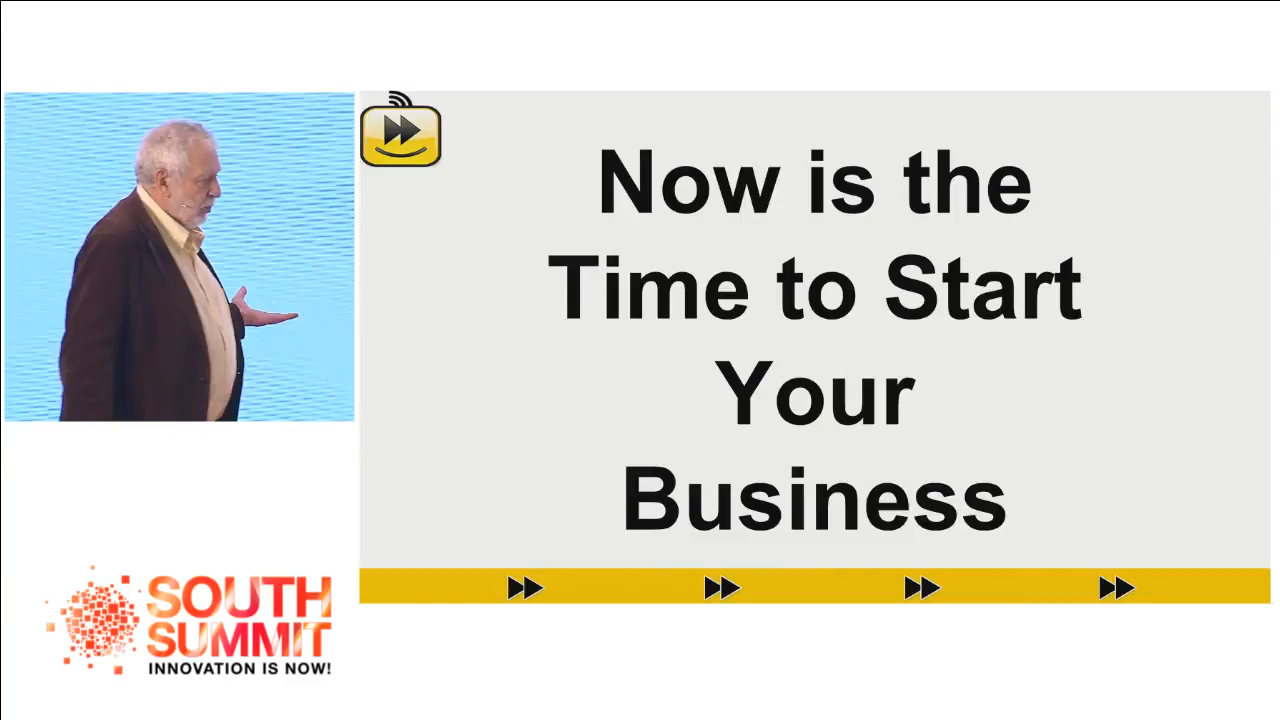 Now is the
Time to Start
Your
Business
SOUTH
SUMMIT
INNOVATION IS NOW!